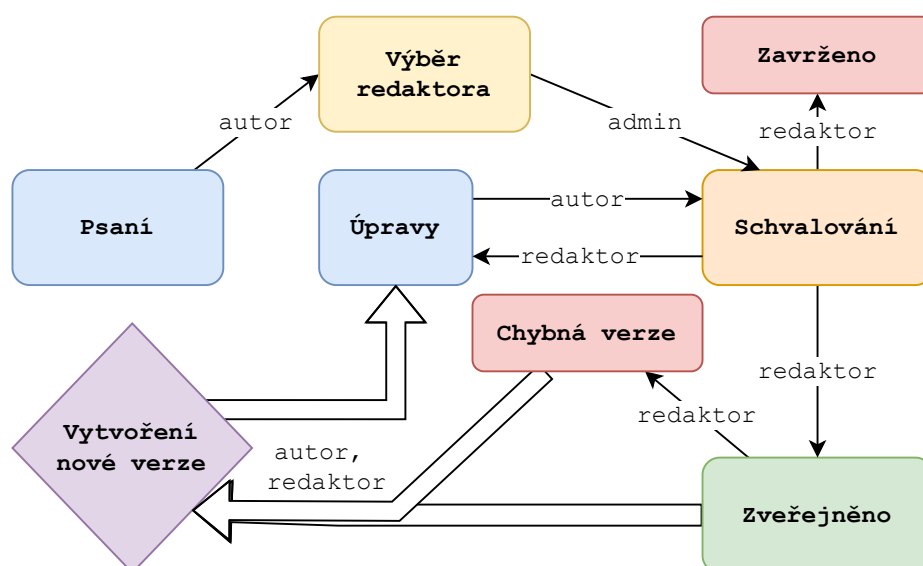 Výběr
redaktora
Zavrženo
autor
admin
redaktor
Psaní
Úpravy
autor
redaktor
Schvalování
Chybná verze
redaktor
redaktor
Vytvoření
nové verze
autor,
redaktor
Zveřejněno